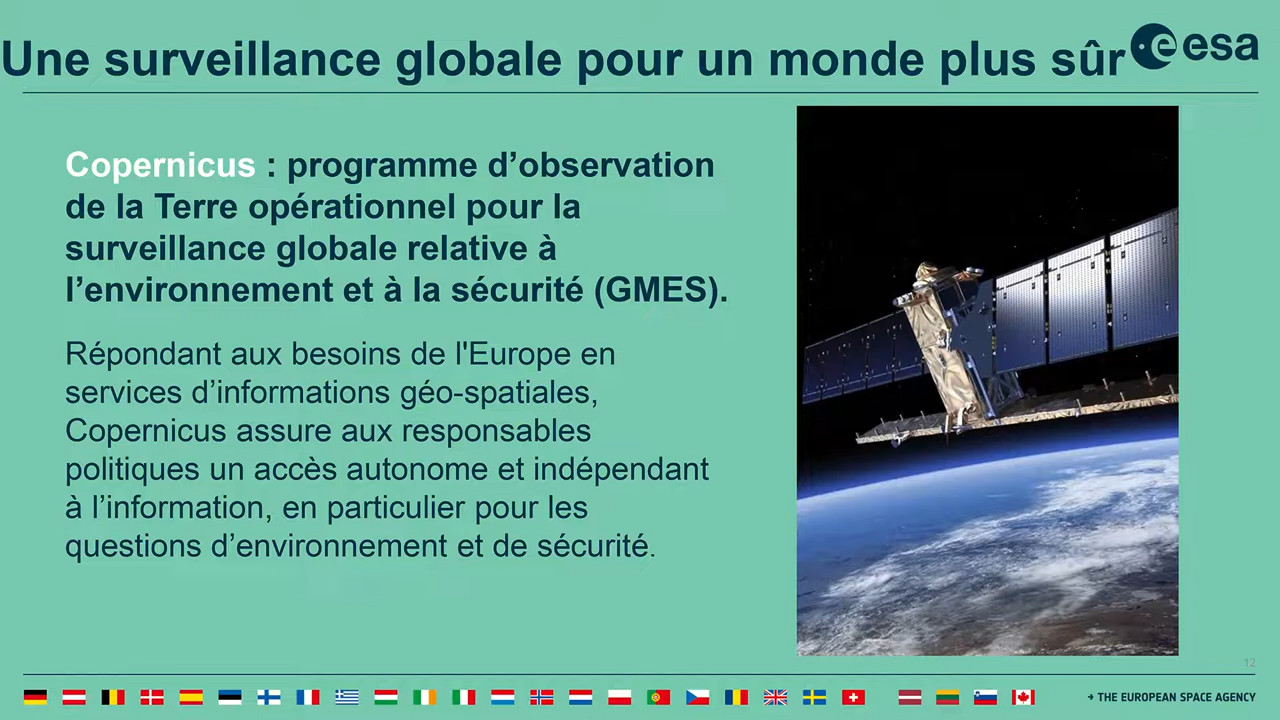 Une surveillance globale pour un monde plus sûr
esa
Copernicus : programme d’observation
de la Terre opérationnel pour la
surveillance globale relative à
l’environnement et à la sécurité (GMES).
Répondant aux besoins de l'Europe en
services d’informations géo-spatiales,
Copernicus assure aux responsables
politiques un accès autonome et indépendant
à l’information, en particulier pour les
questions d’environnement et de sécurité.
12
→ THE EUROPEAN SPACE AGENCY